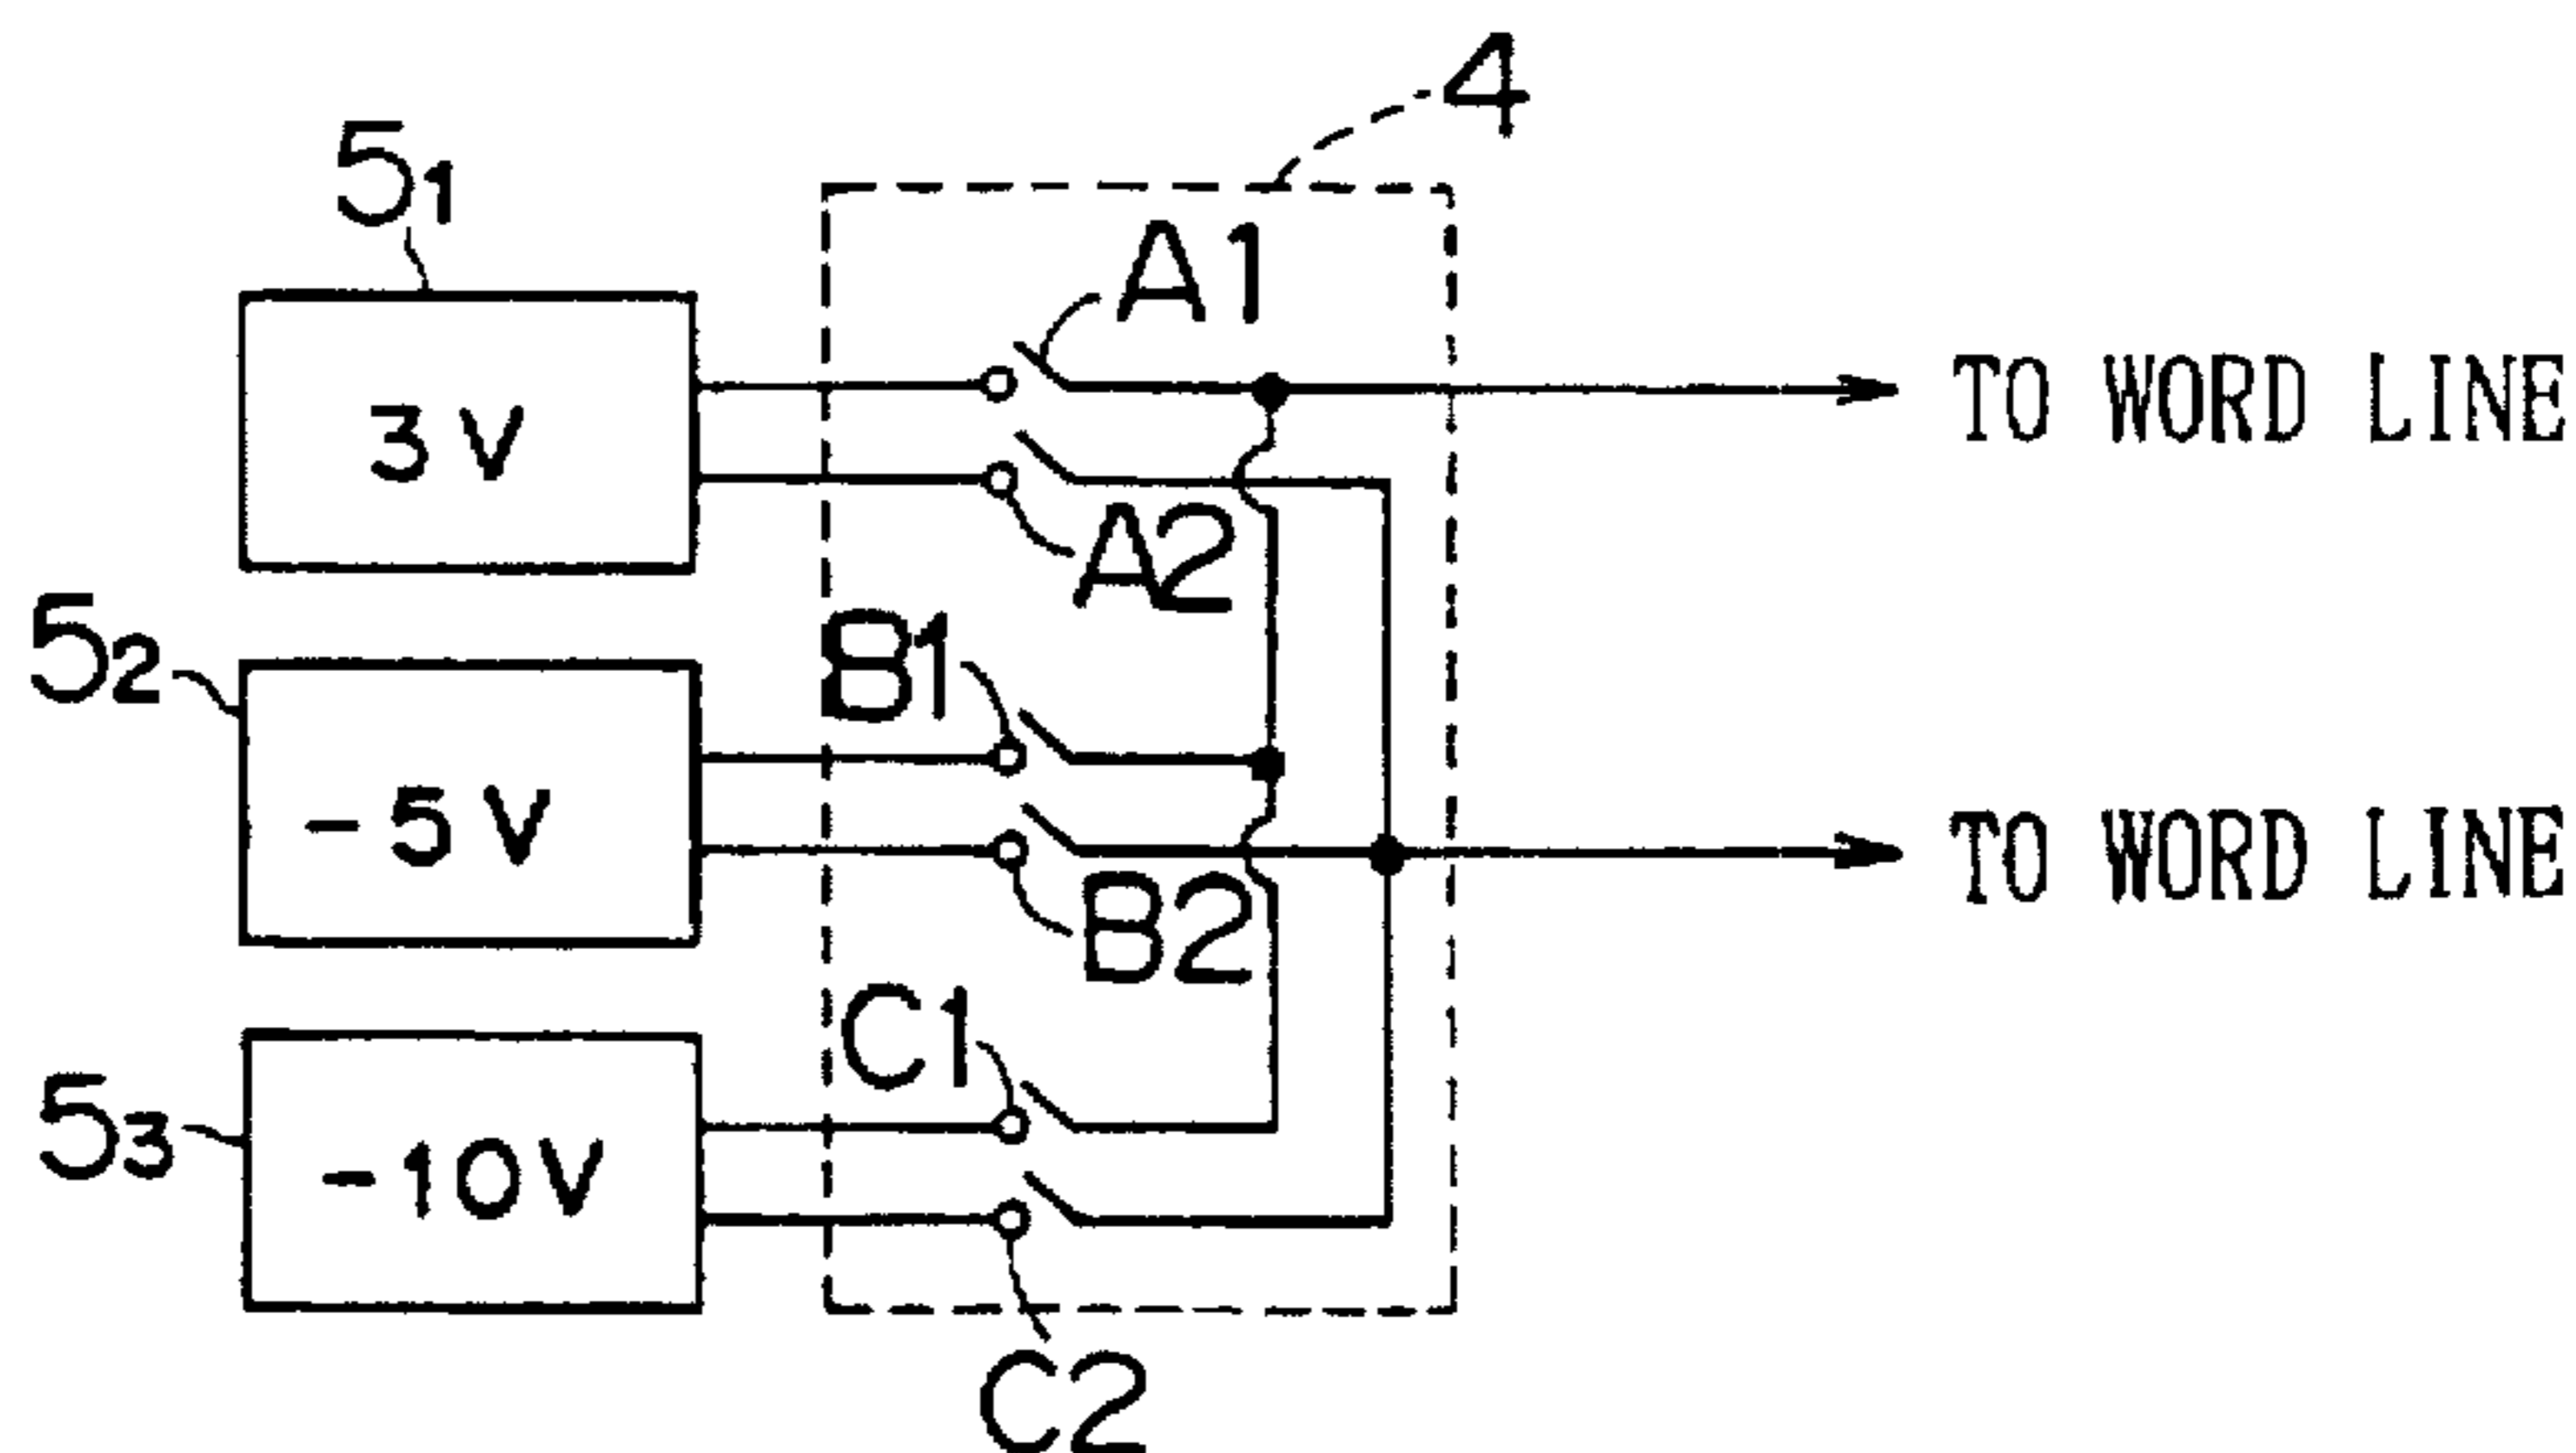 4
5₁
A1
3V
TO WORD LINE
A2
5₂
B1
-5V
TO WORD LINE
B2
5₃
C1
-10V
C2